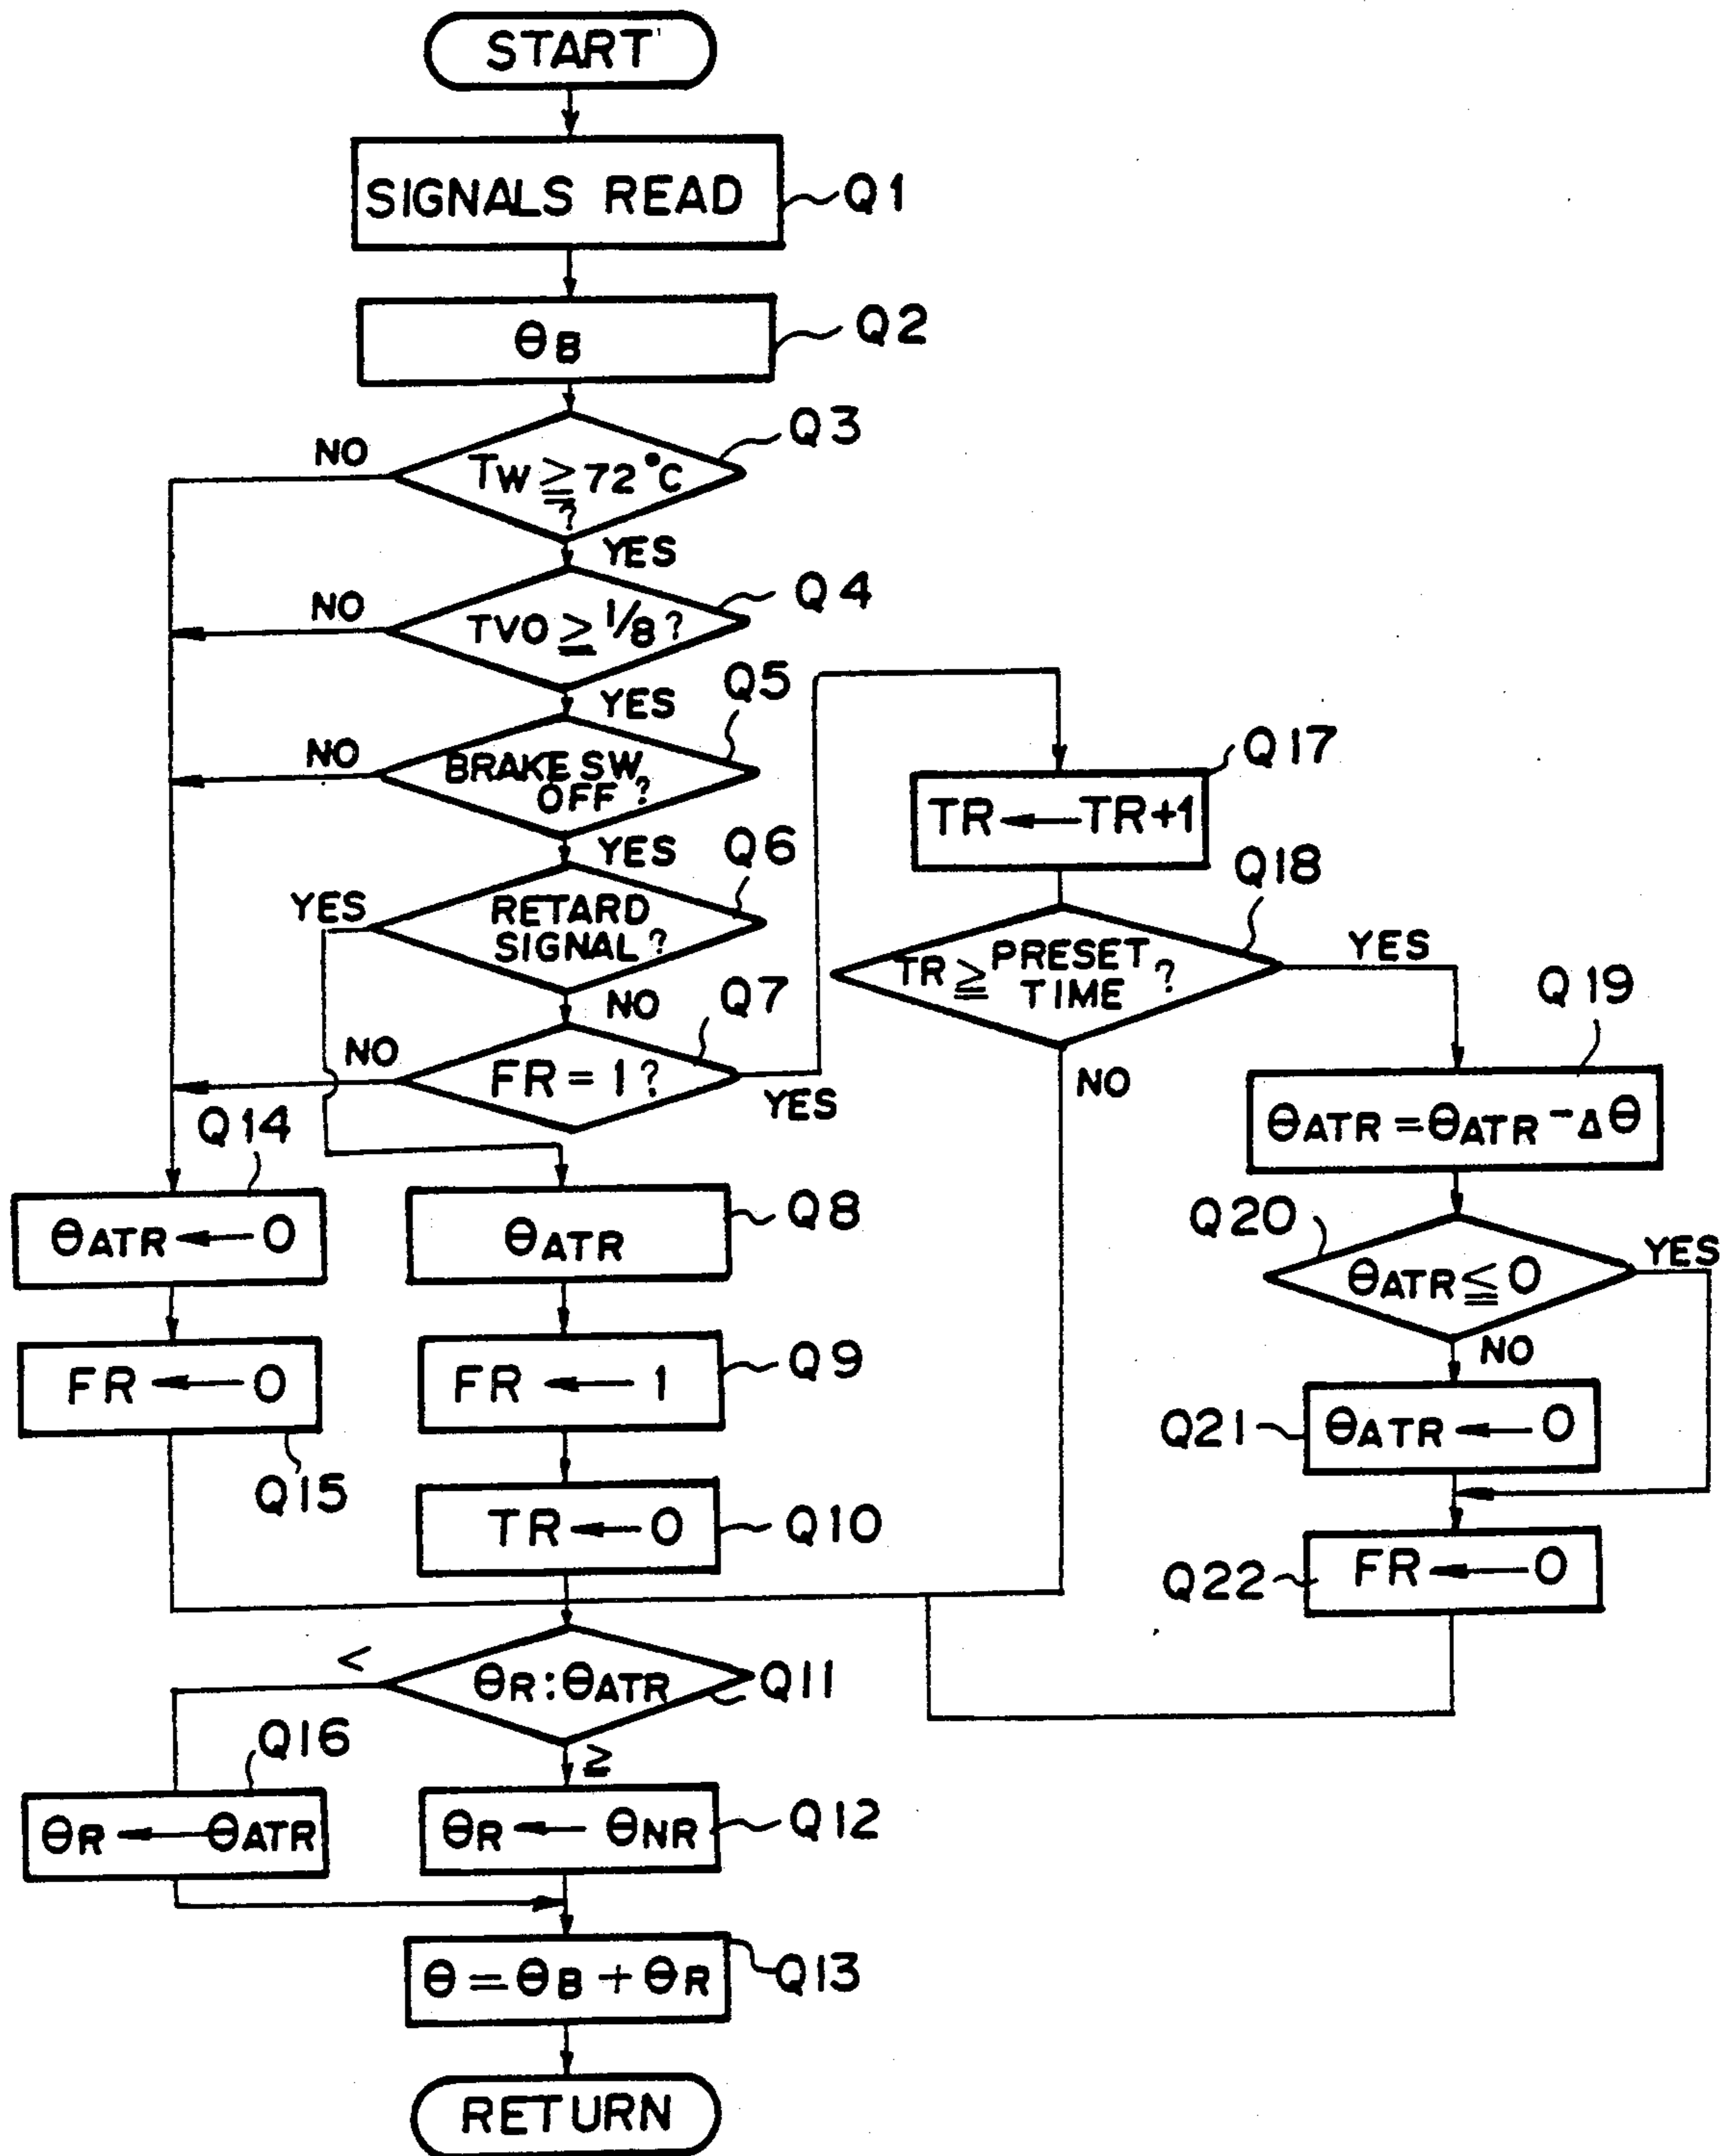 START
SIGNALS READ
Q1
θB
Q2
TW ≧ 72°C
?
Q3
NO
YES
TVO ≧ 1/8 ?
Q4
NO
YES
BRAKE SW
OFF ?
Q5
NO
YES
RETARD
SIGNAL ?
Q6
YES
NO
FR = 1 ?
Q7
NO
YES
Q14
θATR ← 0
FR ← 0
Q15
θATR
Q8
FR ← 1
Q9
TR ← 0
Q10
Q17
TR ← TR+1
Q18
TR ≧ PRESET
TIME ?
YES
NO
Q19
θATR = θATR - Δθ
Q20
θATR ≦ 0
YES
NO
Q21
θATR ← 0
Q22
FR ← 0
θR : θATR
Q11
<
≥
Q16
θR ← θATR
θR ← θNR
Q12
θ = θB + θR
Q13
RETURN